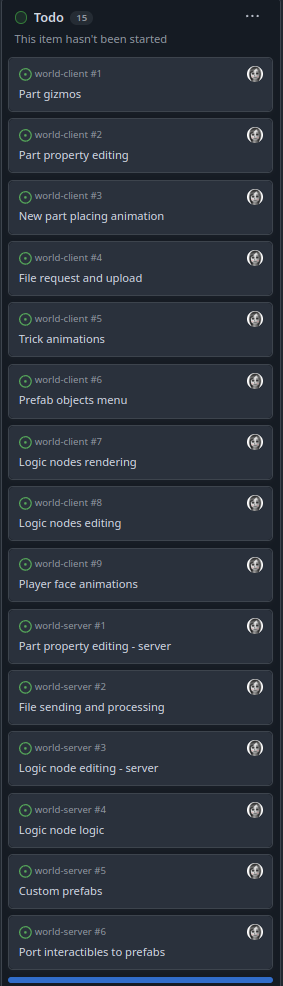 Todo 15 ...
This item hasn't been started
world-client #1
Part gizmos
world-client #2
Part property editing
world-client #3
New part placing animation
world-client #4
File request and upload
world-client #5
Trick animations
world-client #6
Prefab objects menu
world-client #7
Logic nodes rendering
world-client #8
Logic nodes editing
world-client #9
Player face animations
world-server #1
Part property editing - server
world-server #2
File sending and processing
world-server #3
Logic node editing - server
world-server #4
Logic node logic
world-server #5
Custom prefabs
world-server #6
Port interactibles to prefabs